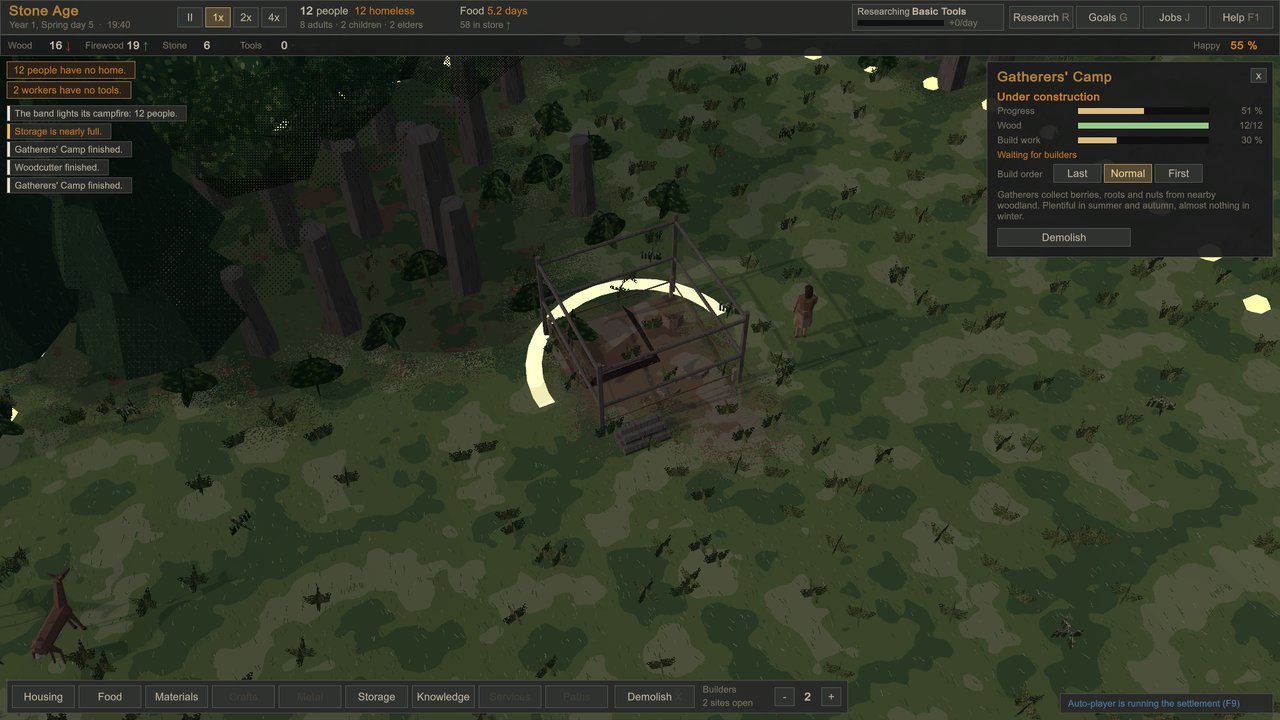 Stone Age
Year 1, Spring day 5 · 19:40
II 1x 2x 4x
12 people 12 homeless
8 adults · 2 children · 2 elders
Food 5.2 days
58 in store ↑
Researching Basic Tools
+0/day
Research R
Goals G
Jobs J
Help F1
Wood 16 ↓ Firewood 19 ↑ Stone 6 Tools 0
Happy 55 %
12 people have no home.
2 workers have no tools.
The band lights its campfire: 12 people.
Storage is nearly full.
Gatherers' Camp finished.
Woodcutter finished.
Gatherers' Camp finished.
Gatherers' Camp x
Under construction
Progress 51 %
Wood 12/12
Build work 30 %
Waiting for builders
Build order Last Normal First
Gatherers collect berries, roots and nuts from nearby
woodland. Plentiful in summer and autumn, almost nothing in
winter.
Demolish
Housing Food Materials Crafts Metal Storage Knowledge Services Paths Demolish X
Builders
2 sites open
- 2 +
Auto-player is running the settlement (F9)